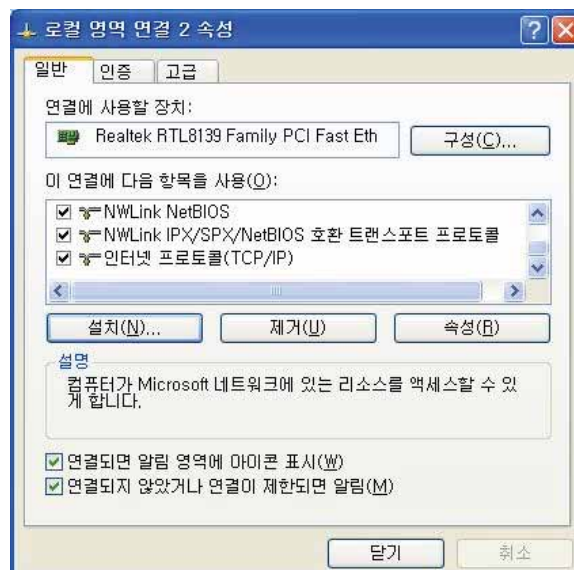 로컬 영역 연결 2 속성
일반 인증 고급
연결에 사용할 장치:
Realtek RTL8139 Family PCI Fast Eth 구성(C)...
이 연결에 다음 항목을 사용(O):
NWLink NetBIOS
NWLink IPX/SPX/NetBIOS 호환 트랜스포트 프로토콜
인터넷 프로토콜(TCP/IP)
설치(N)... 제거(U) 속성(R)
설명
컴퓨터가 Microsoft 네트워크에 있는 리소스를 액세스할 수 있
게 합니다.
연결되면 알림 영역에 아이콘 표시(W)
연결되지 않았거나 연결이 제한되면 알림(M)
닫기 취소